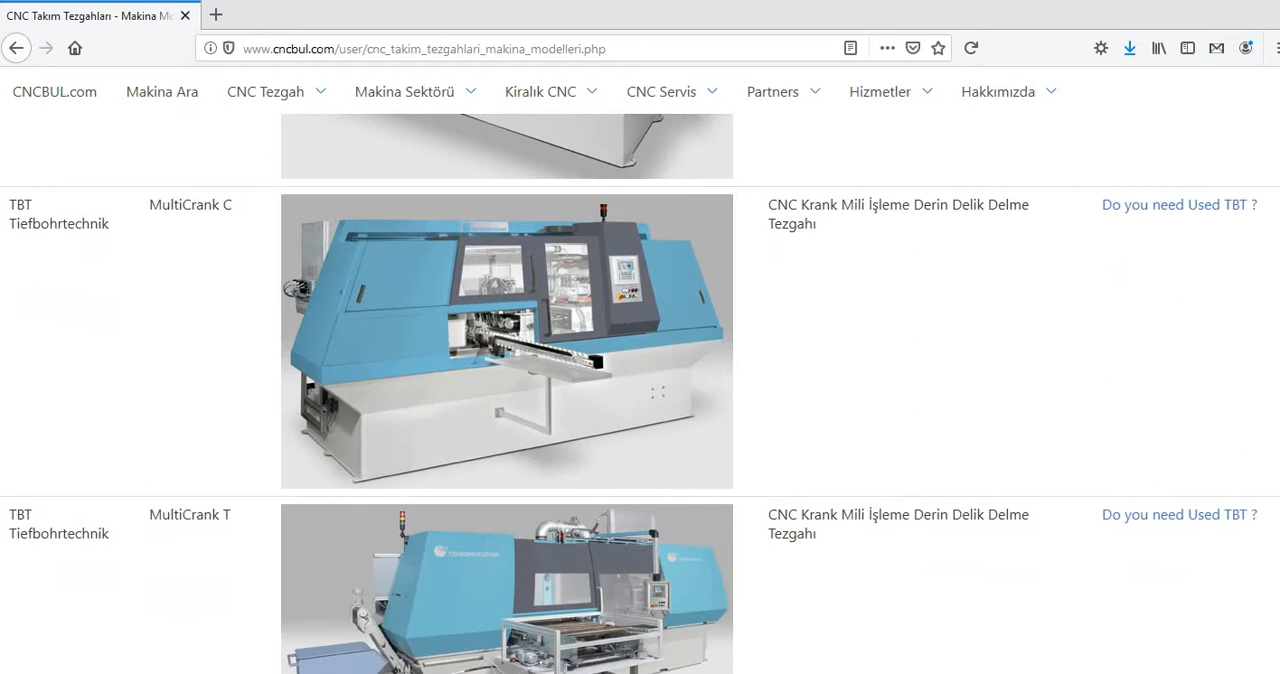 CNC Takım Tezgahları - Makina Mo
www.cncbul.com/user/cnc_takim_tezgahlari_makina_modelleri.php
CNCBUL.com Makina Ara CNC Tezgah Makina Sektörü Kiralık CNC CNC Servis Partners Hizmetler Hakkımızda
TBT
Tiefbohrtechnik
MultiCrank C
CNC Krank Mili İşleme Derin Delik Delme
Tezgahı
Do you need Used TBT ?
TBT
Tiefbohrtechnik
MultiCrank T
TIEFBOHRTECHNIK
CNC Krank Mili İşleme Derin Delik Delme
Tezgahı
Do you need Used TBT ?